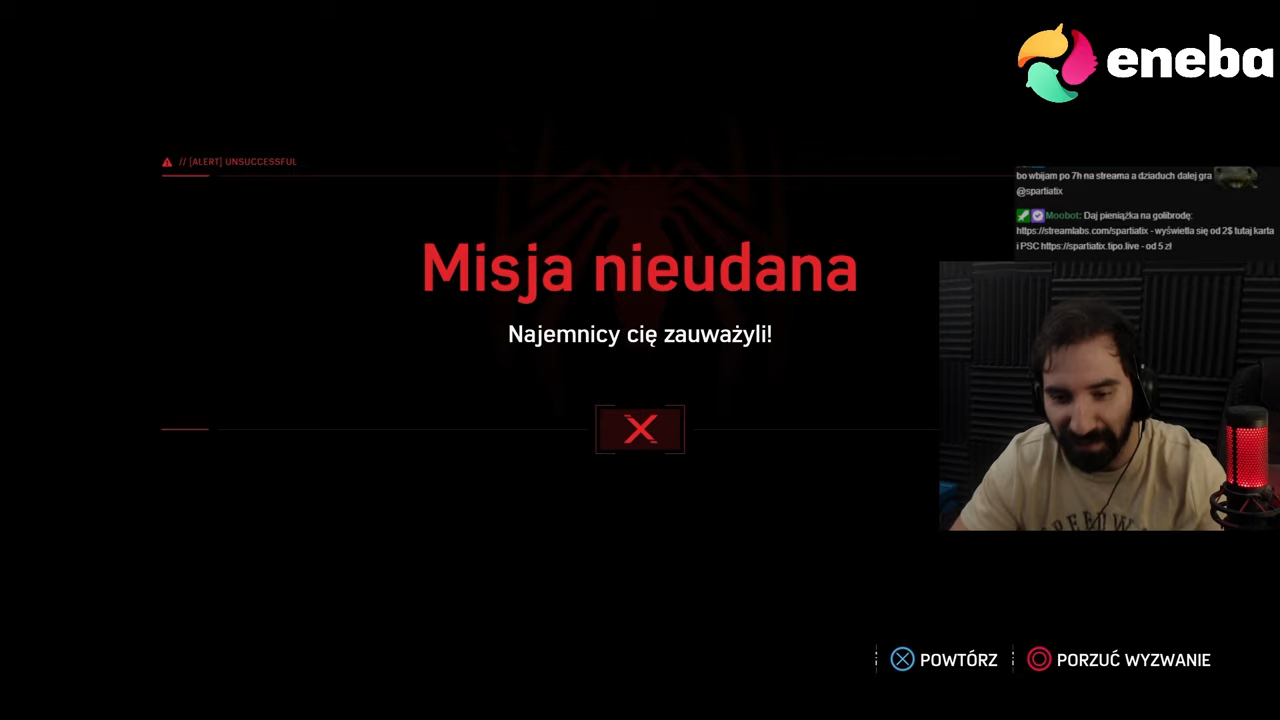 eneba
// [ALERT] UNSUCCESSFUL
bo wbijam po 7h na streama a dziaduch dalej gra
@spartiatix
Moobot: Daj pieniążka na golibrodę:
https://streamlabs.com/spartiatix - wyświetla się od 2$ tutaj karta
i PSC https://spartiatix.tipo.live - od 5 zł
Misja nieudana
Najemnicy cię zauważyli!
POWTÓRZ
PORZUĆ WYZWANIE